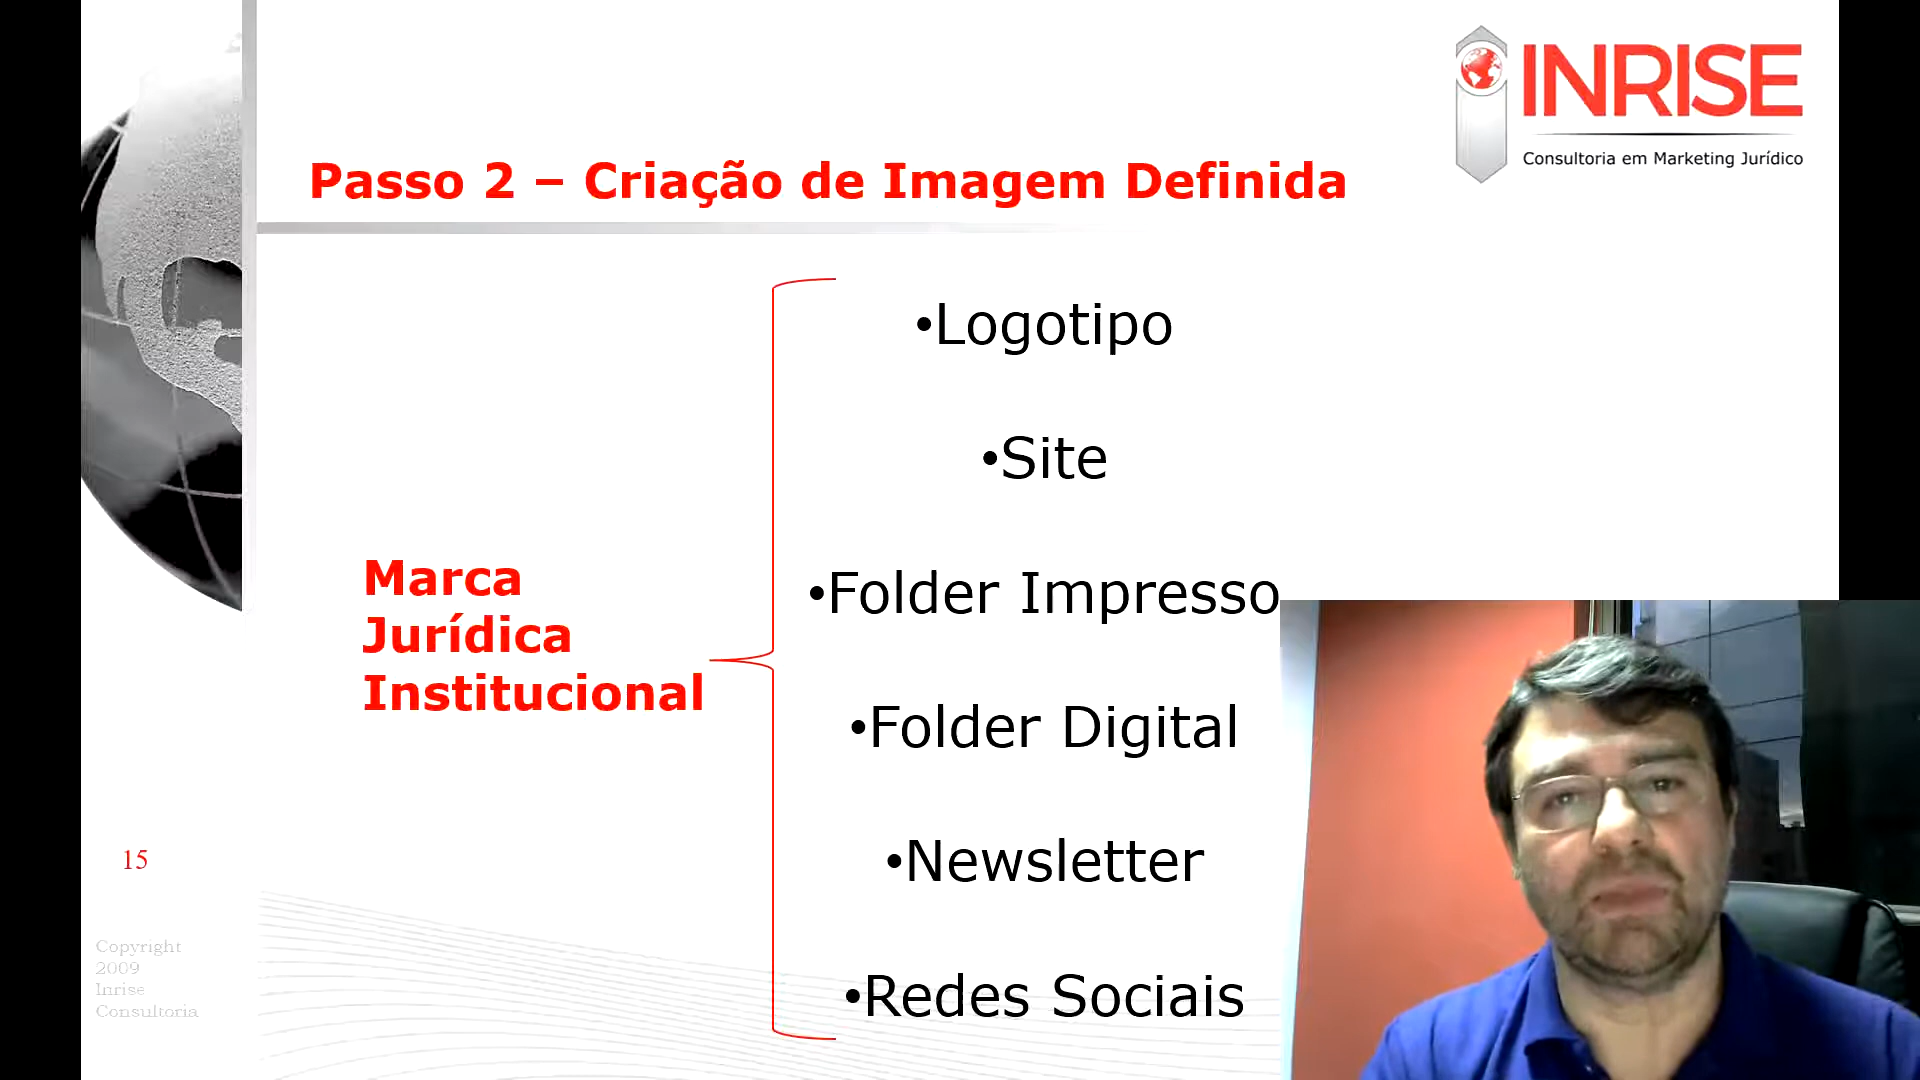 INRISE
Consultoria em Marketing Jurídico
Passo 2 – Criação de Imagem Definida
Marca
Jurídica
Institucional
•Logotipo
•Site
•Folder Impresso
•Folder Digital
•Newsletter
•Redes Sociais
15
Copyright
2009
Inrise
Consultoria